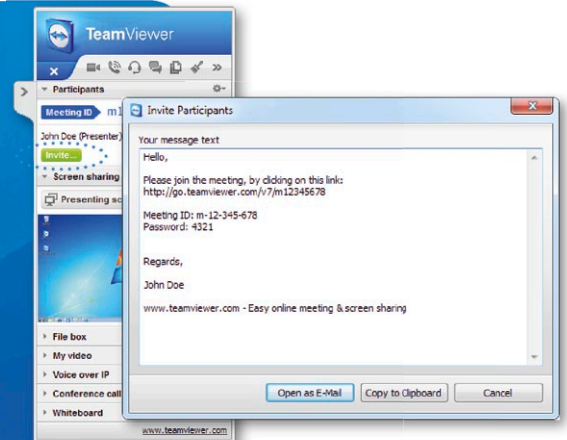 TeamViewer
Participants
Meeting ID m1
John Doe (Presenter)
Invite...
Screen sharing
Presenting sc
File box
My video
Voice over IP
Conference call
Whiteboard
www.teamviewer.com
Invite Participants
Your message text
Hello,
Please join the meeting, by clicking on this link:
http://go.teamviewer.com/v7/m12345678
Meeting ID: m-12-345-678
Password: 4321
Regards,
John Doe
www.teamviewer.com - Easy online meeting & screen sharing
Open as E-Mail
Copy to Clipboard
Cancel